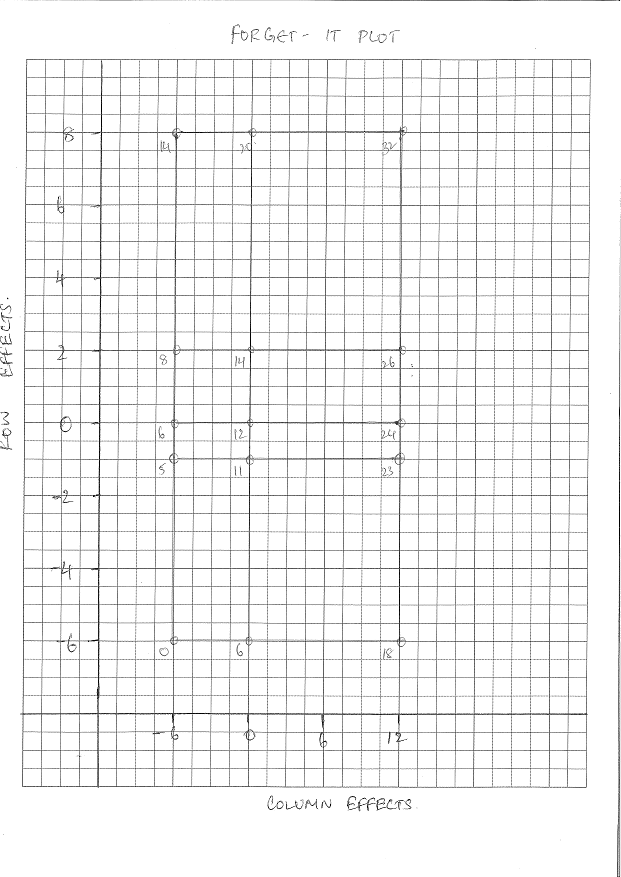 FORGET-IT PLOT
8
14 20 32
6
4
2
8 14 26
ROW EFFECTS.
0
6 12 24
5 11 23
-2
-4
-6
0 6 18
-6 0 6 12
COLUMN EFFECTS.